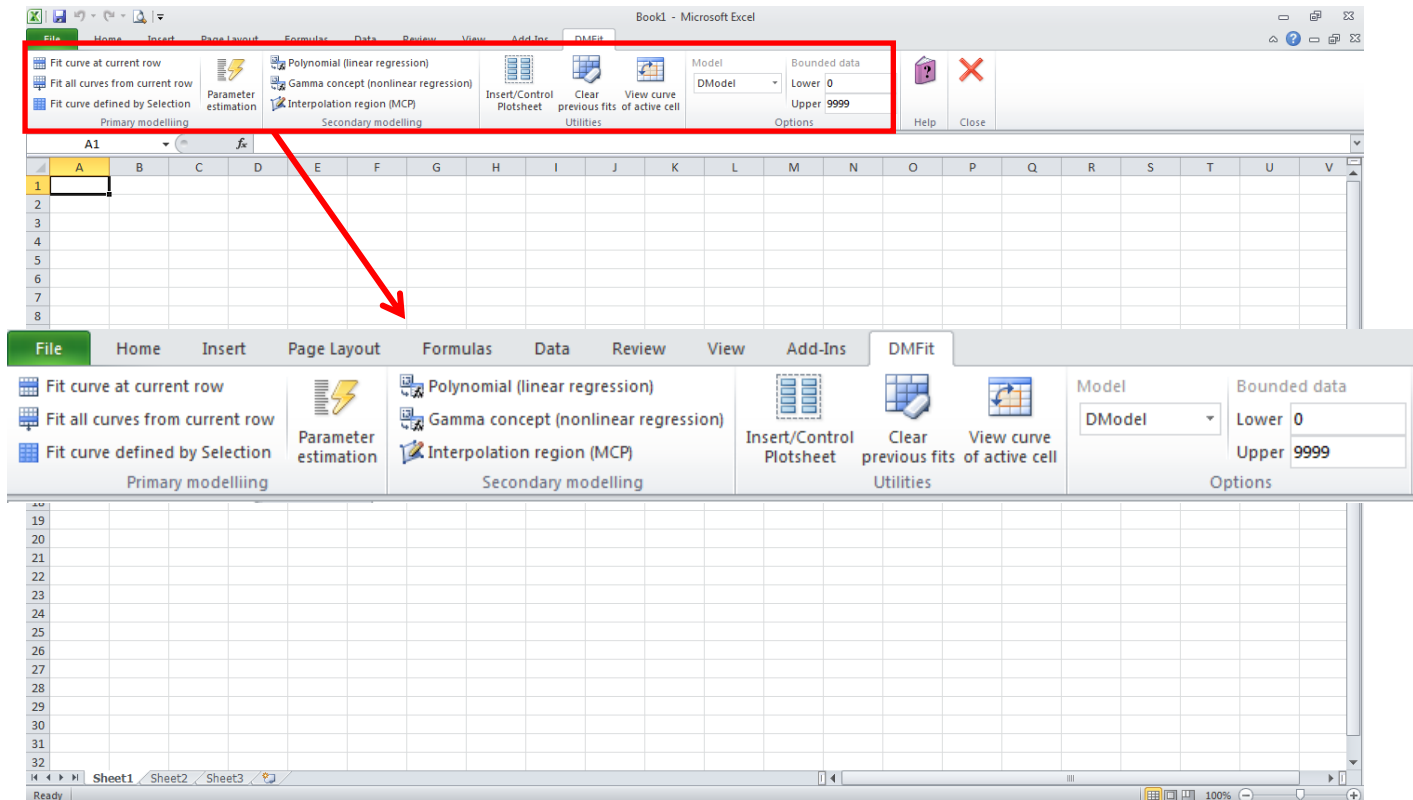 Book1 - Microsoft Excel
File Home Insert Page Layout Formulas Data Review View Add-Ins DMFit
Fit curve at current row
Fit all curves from current row
Fit curve defined by Selection
Parameter
estimation
Primary modelliing
Polynomial (linear regression)
Gamma concept (nonlinear regression)
Interpolation region (MCP)
Secondary modelling
Insert/Control
Plotsheet
Clear
previous fits
View curve
of active cell
Utilities
Model
DModel
Bounded data
Lower 0
Upper 9999
Options
Help
Close
A1 fx
A B C D E F G H I J K L M N O P Q R S T U V
1
2
3
4
5
6
7
8
File Home Insert Page Layout Formulas Data Review View Add-Ins DMFit
Fit curve at current row
Fit all curves from current row
Fit curve defined by Selection
Parameter
estimation
Primary modelliing
Polynomial (linear regression)
Gamma concept (nonlinear regression)
Interpolation region (MCP)
Secondary modelling
Insert/Control
Plotsheet
Clear
previous fits
View curve
of active cell
Utilities
Model
DModel
Bounded data
Lower 0
Upper 9999
Options
19
20
21
22
23
24
25
26
27
28
29
30
31
32
Sheet1 Sheet2 Sheet3
Ready 100%